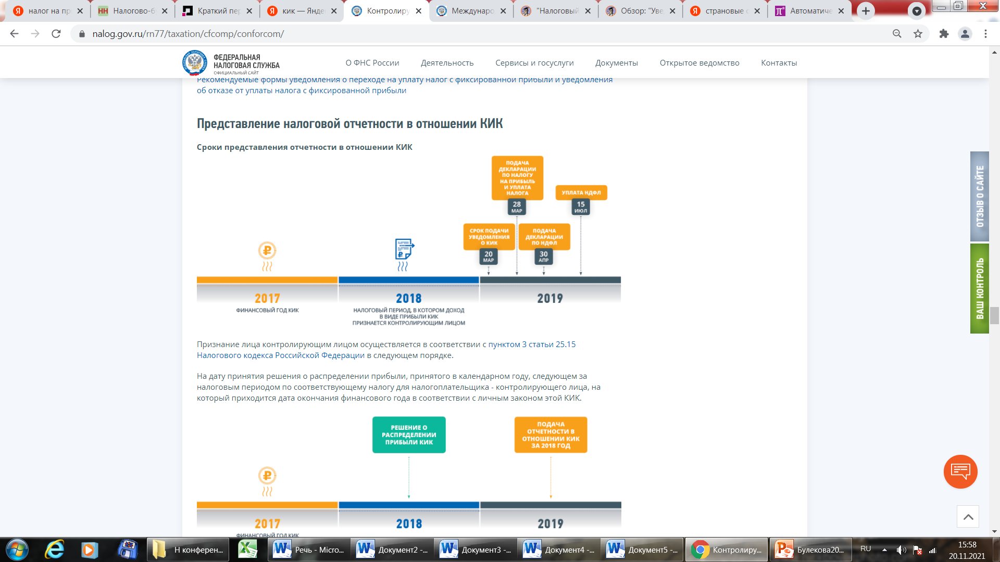 налог на пр
НН Налогово-б
Краткий пер
кик — Янде
Контролиру
Междунаро
"Налоговый
Обзор: "Уве
страновые
Автоматиче
nalog.gov.ru/rn77/taxation/cfcomp/conforcom/
ФЕДЕРАЛЬНАЯ
НАЛОГОВАЯ СЛУЖБА
ОФИЦИАЛЬНЫЙ САЙТ
О ФНС России
Деятельность
Сервисы и госуслуги
Документы
Открытое ведомство
Контакты
Рекомендуемые формы уведомления о переходе на уплату налог с фиксированной прибыли и уведомления
об отказе от уплаты налога с фиксированной прибыли
Представление налоговой отчетности в отношении КИК
Сроки представления отчетности в отношении КИК
ПОДАЧА
ДЕКЛАРАЦИИ
ПО НАЛОГУ
НА ПРИБЫЛЬ
И УПЛАТА
НАЛОГА
28
МАР
УПЛАТА НДФЛ
15
ИЮЛ
СРОК ПОДАЧИ
УВЕДОМЛЕНИЯ
О КИК
20
МАР
ПОДАЧА
ДЕКЛАРАЦИИ
ПО НДФЛ
30
АПР
2017
ФИНАНСОВЫЙ ГОД КИК
2018
НАЛОГОВЫЙ ПЕРИОД, В КОТОРОМ ДОХОД
В ВИДЕ ПРИБЫЛИ КИК
ПРИЗНАЕТСЯ КОНТРОЛИРУЮЩИМ ЛИЦОМ
2019
Признание лица контролирующим лицом осуществляется в соответствии с пунктом 3 статьи 25.15
Налогового кодекса Российской Федерации в следующем порядке.
На дату принятия решения о распределении прибыли, принятого в календарном году, следующем за
налоговым периодом по соответствующему налогу для налогоплательщика - контролирующего лица, на
который приходится дата окончания финансового года в соответствии с личным законом этой КИК.
РЕШЕНИЕ О
РАСПРЕДЕЛЕНИИ
ПРИБЫЛИ КИК
ПОДАЧА
ОТЧЕТНОСТИ В
ОТНОШЕНИИ КИК
ЗА 2018 ГОД
2017
ФИНАНСОВЫЙ ГОД КИК
2018
2019
ОТЗЫВ О САЙТЕ
ВАШ КОНТРОЛЬ
Н конферен...
Речь - Micro...
Документ2 -...
Документ3 -...
Документ4 -...
Документ5 -...
Контролиру...
Булекова20...
RU
15:58
20.11.2021